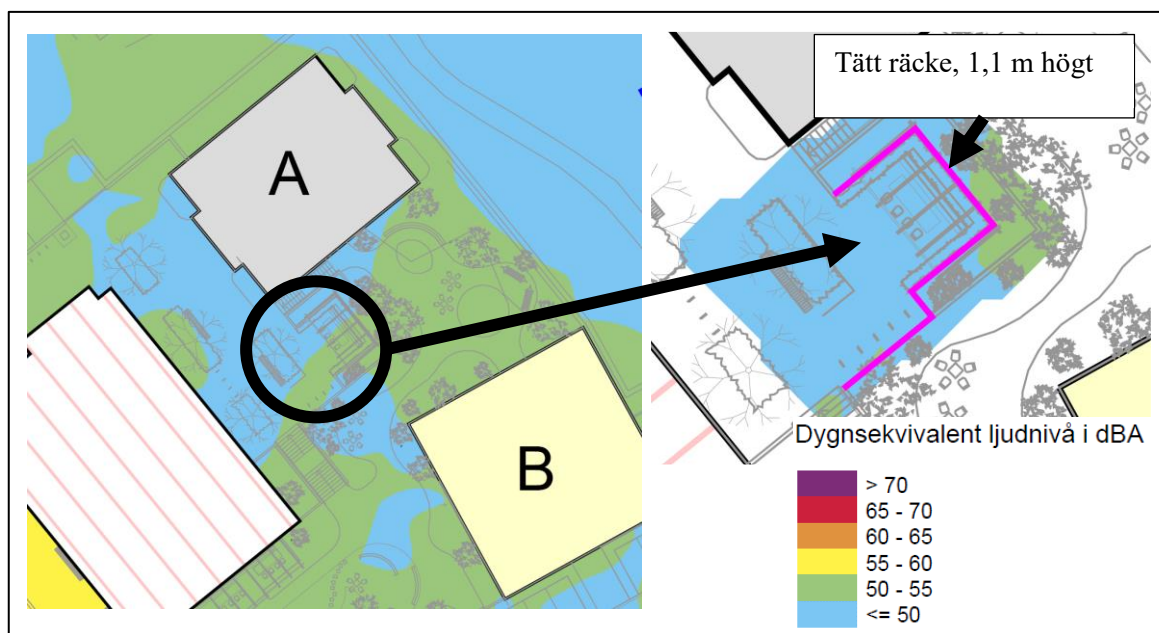 A
B
Tätt räcke, 1,1 m högt
Dygnsekvivalent ljudnivå i dBA
> 70
65 - 70
60 - 65
55 - 60
50 - 55
<= 50